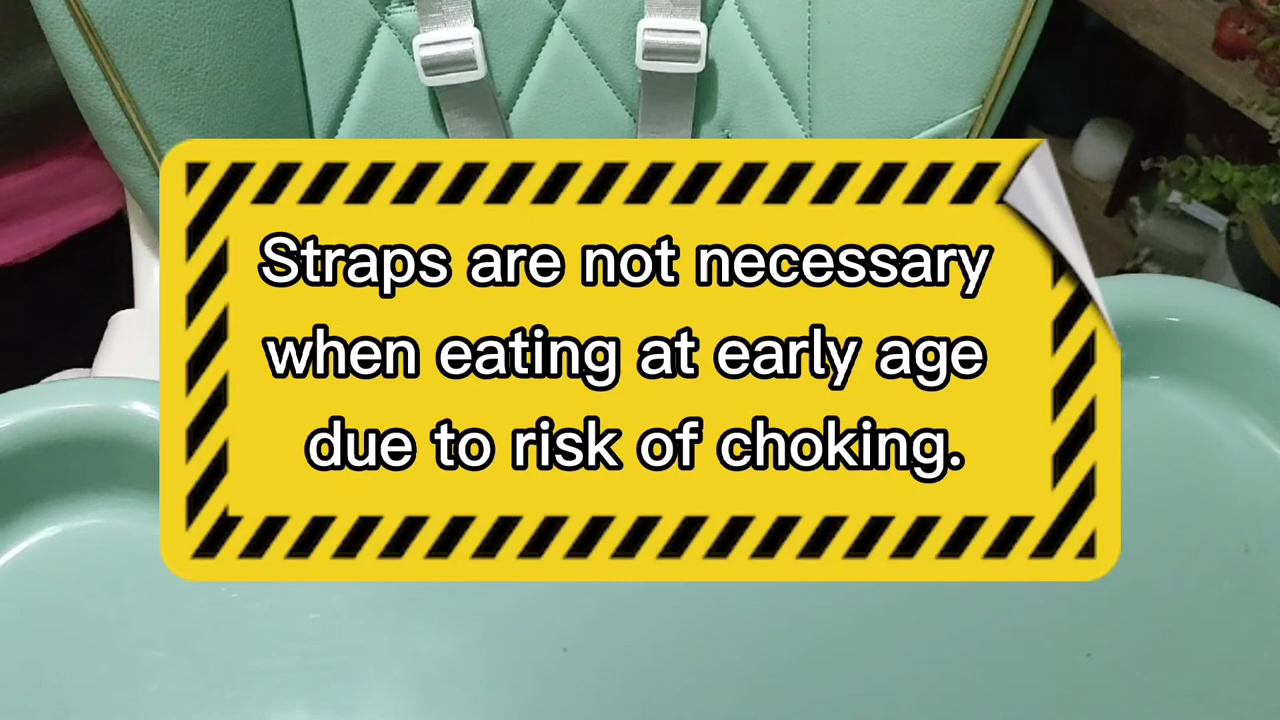 Straps are not necessary
when eating at early age
due to risk of choking.